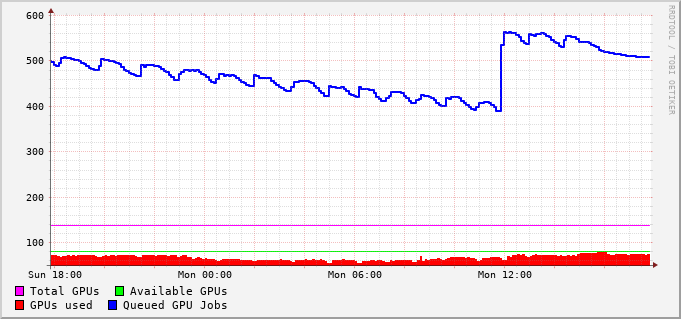 600
500
400
300
200
100
Sun 18:00 Mon 00:00 Mon 06:00 Mon 12:00
Total GPUs Available GPUs
GPUs used Queued GPU Jobs
RRDTOOL / TOBI OETIKER